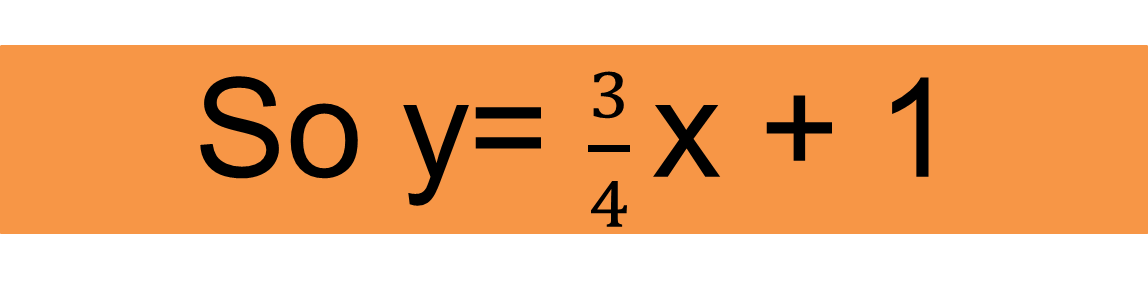 So y= 3/4 x + 1